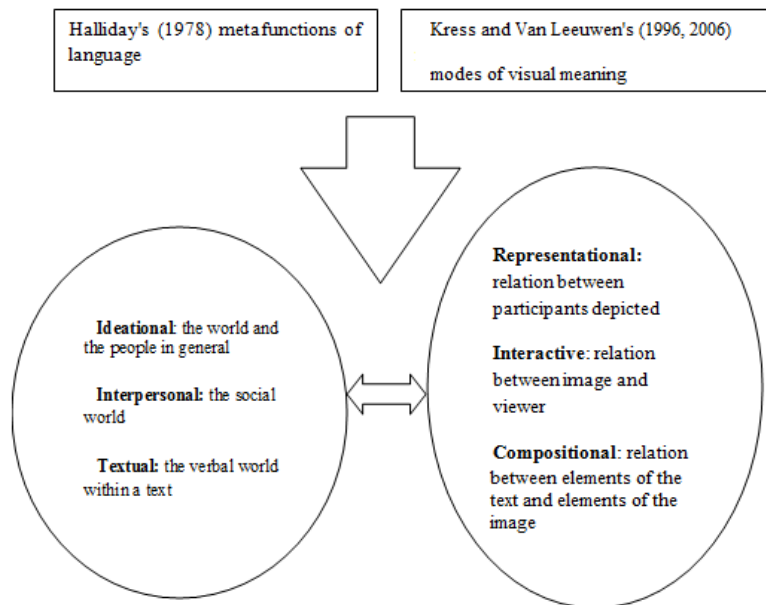 Halliday's (1978) metafunctions of
language
Kress and Van Leeuwen's (1996, 2006)
modes of visual meaning
Ideational: the world and
the people in general
Interpersonal: the social
world
Textual: the verbal world
within a text
Representational:
relation between
participants depicted
Interactive: relation
between image and
viewer
Compositional: relation
between elements of the
text and elements of the
image